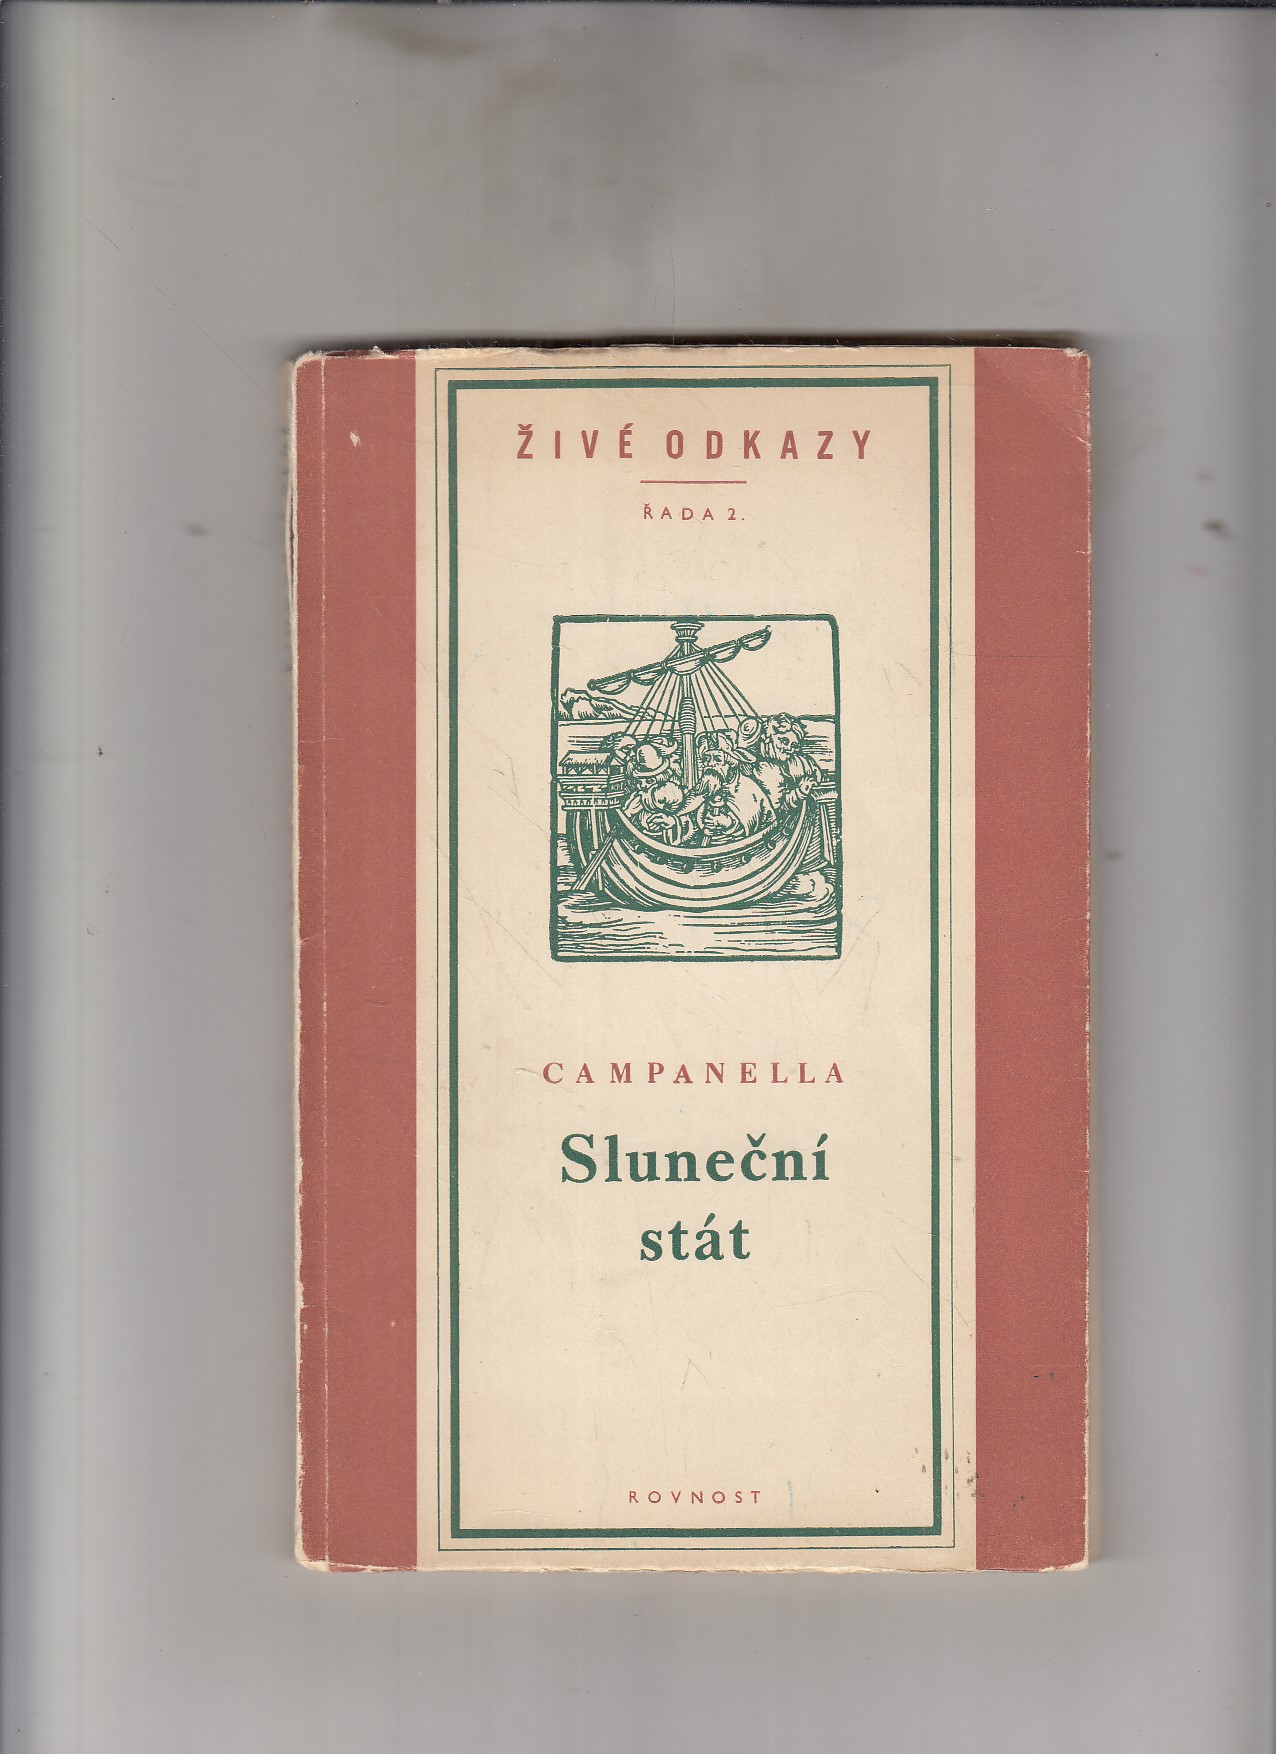 ŽIVÉ ODKAZY
ŘADA 2.
CAMPANELLA
Sluneční
stát
ROVNOST